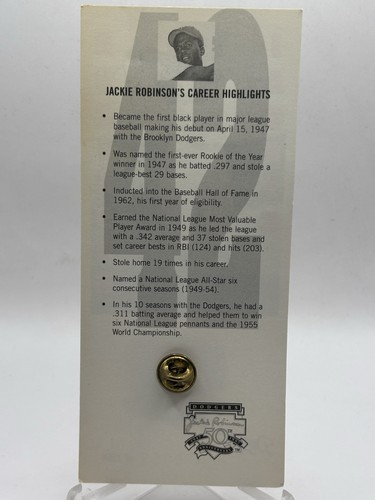 42
JACKIE ROBINSON'S CAREER HIGHLIGHTS
• Became the first black player in major league
baseball making his debut on April 15, 1947
with the Brooklyn Dodgers.
• Was named the first-ever Rookie of the Year
winner in 1947 as he batted .297 and stole a
league-best 29 bases.
• Inducted into the Baseball Hall of Fame in
1962, his first year of eligibility.
• Earned the National League Most Valuable
Player Award in 1949 as he led the league
with a .342 average and 37 stolen bases and
set career bests in RBI (124) and hits (203).
• Stole home 19 times in his career.
• Named a National League All-Star six
consecutive seasons (1949-54).
• In his 10 seasons with the Dodgers, he had a
.311 batting average and helped them to win
six National League pennants and the 1955
World Championship.
DODGERS
Jackie Robinson
50TH
ANNIVERSARY